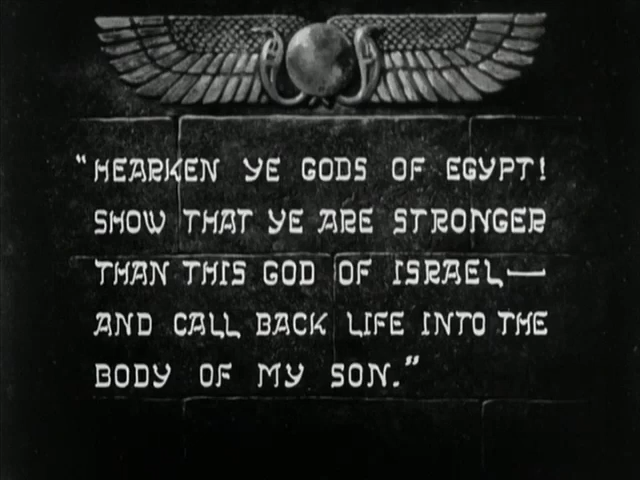 "HEARKEN YE GODS OF EGYPT!
SHOW THAT YE ARE STRONGER
THAN THIS GOD OF ISRAEL—
AND CALL BACK LIFE INTO THE
BODY OF MY SON."